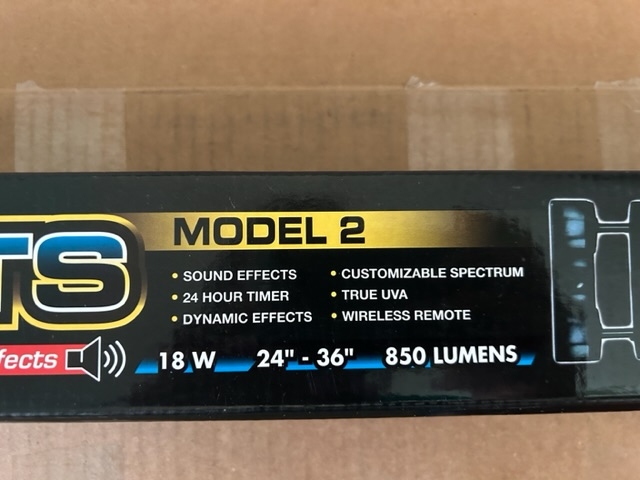 TS
MODEL 2
• SOUND EFFECTS
• 24 HOUR TIMER
• DYNAMIC EFFECTS
• CUSTOMIZABLE SPECTRUM
• TRUE UVA
• WIRELESS REMOTE
fects
18 W 24" - 36" 850 LUMENS